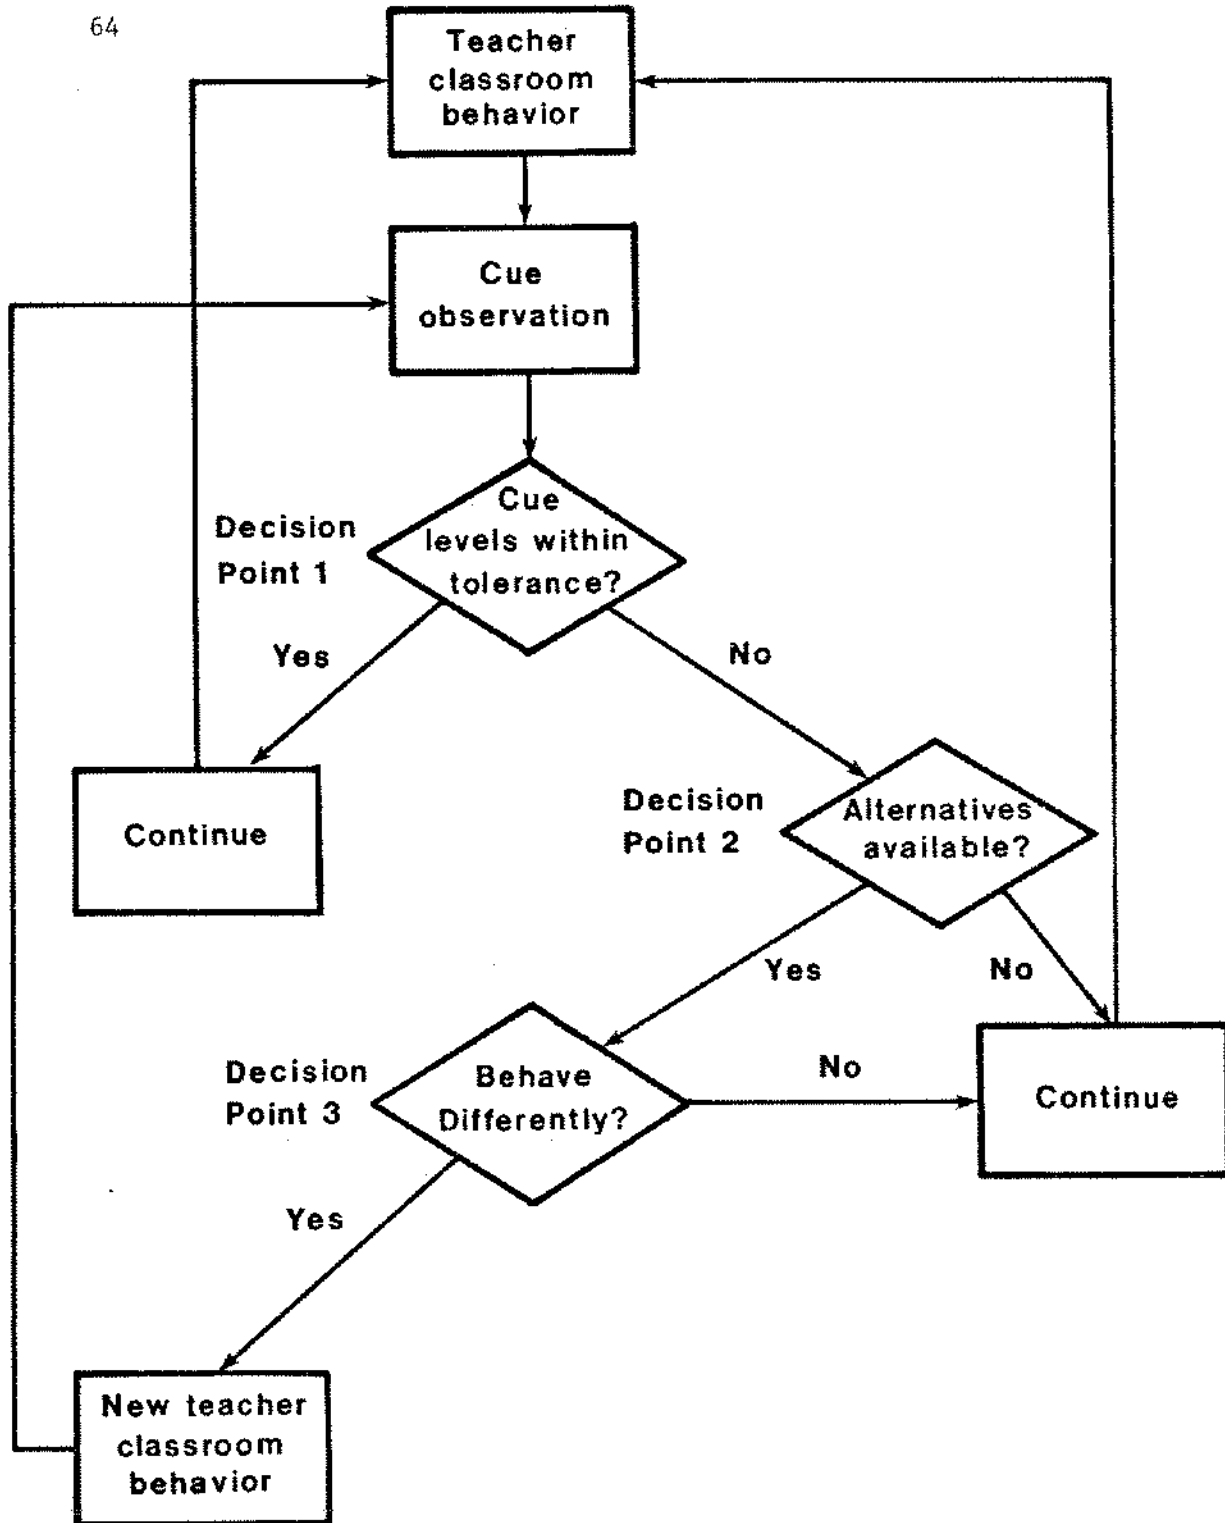 64
Teacher
classroom
behavior
Cue
observation
Decision
Point 1
Cue
levels within
tolerance?
Yes
No
Continue
Decision
Point 2
Alternatives
available?
Yes
No
Decision
Point 3
Behave
Differently?
No
Continue
Yes
New teacher
classroom
behavior